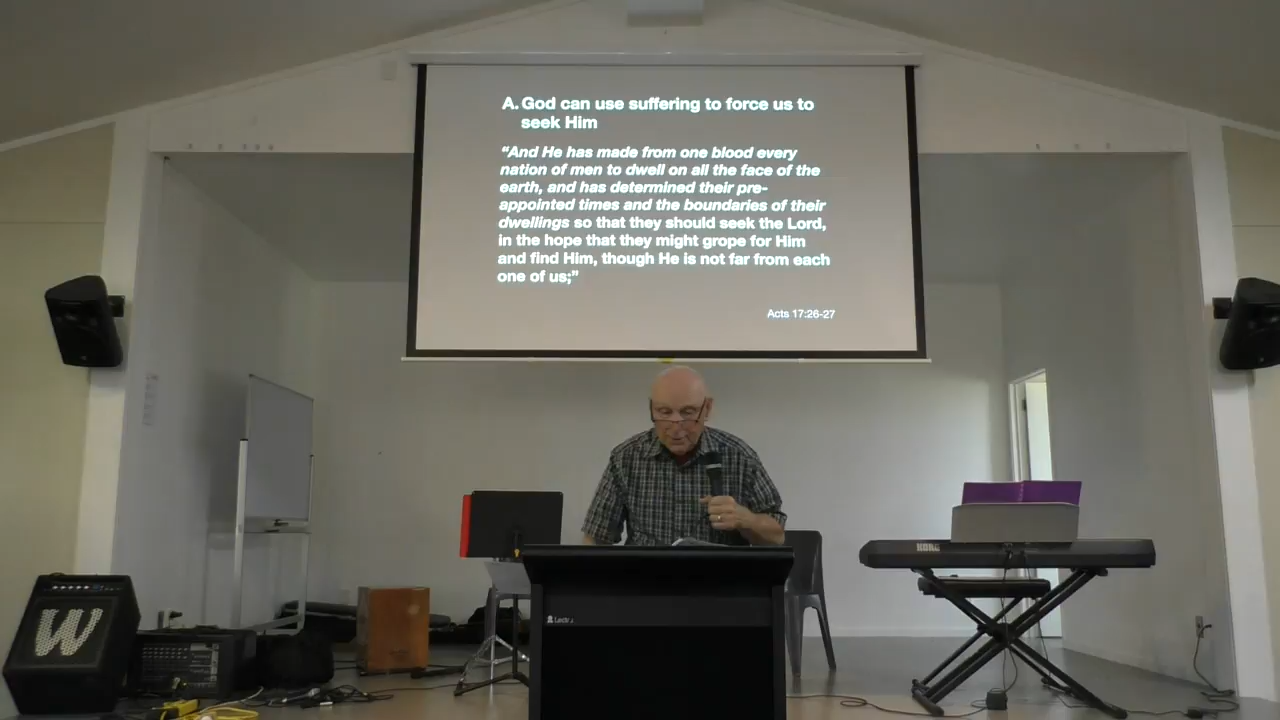 A. God can use suffering to force us to
seek Him
“And He has made from one blood every
nation of men to dwell on all the face of the
earth, and has determined their pre-
appointed times and the boundaries of their
dwellings so that they should seek the Lord,
in the hope that they might grope for Him
and find Him, though He is not far from each
one of us;”
Acts 17:26-27
KORG
W